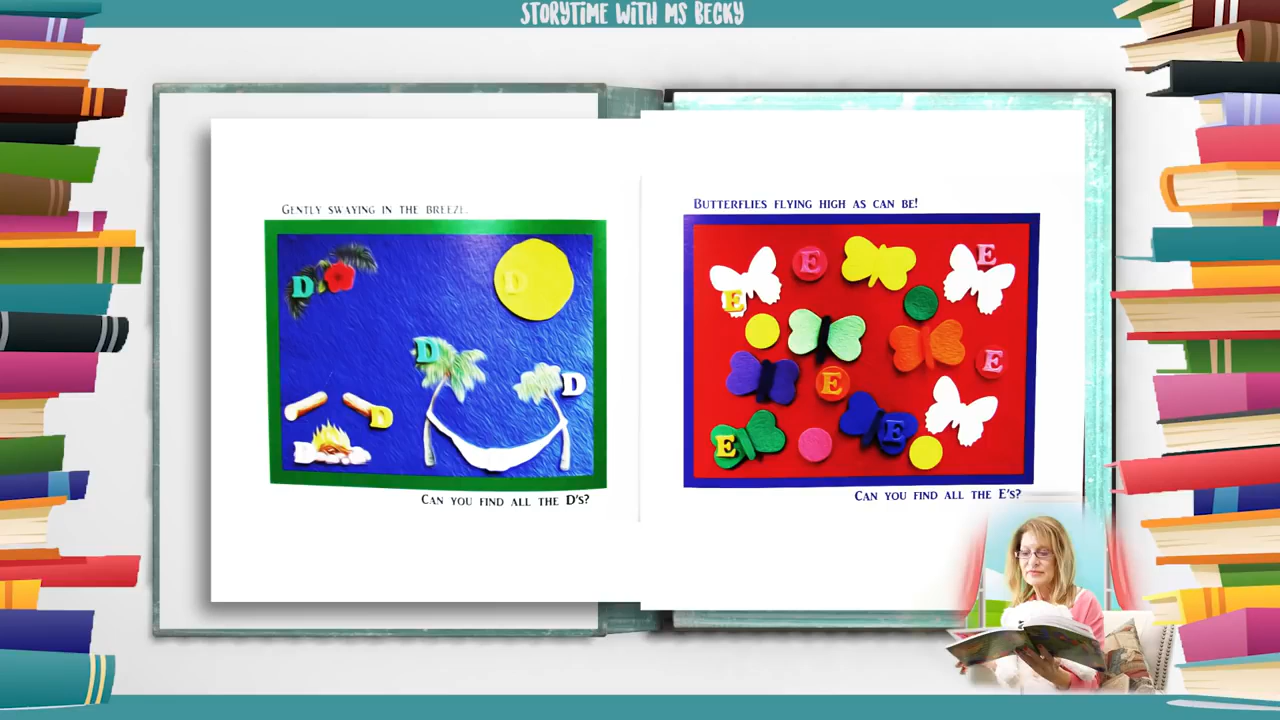 STORYTIME WITH MS BECKY
GENTLY SWAYING IN THE BREEZE.
D
D
D
D
D
D
CAN YOU FIND ALL THE D'S?
BUTTERFLIES FLYING HIGH AS CAN BE!
E
E
E
E
E
E
E
CAN YOU FIND ALL THE E'S?